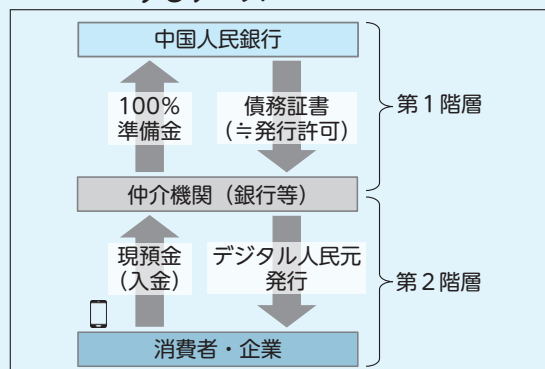 中国人民銀行
100%
準備金
債務証書
(≒発行許可)
第1階層
仲介機関(銀行等)
現預金
(入金)
デジタル人民元
発行
第2階層
消費者・企業